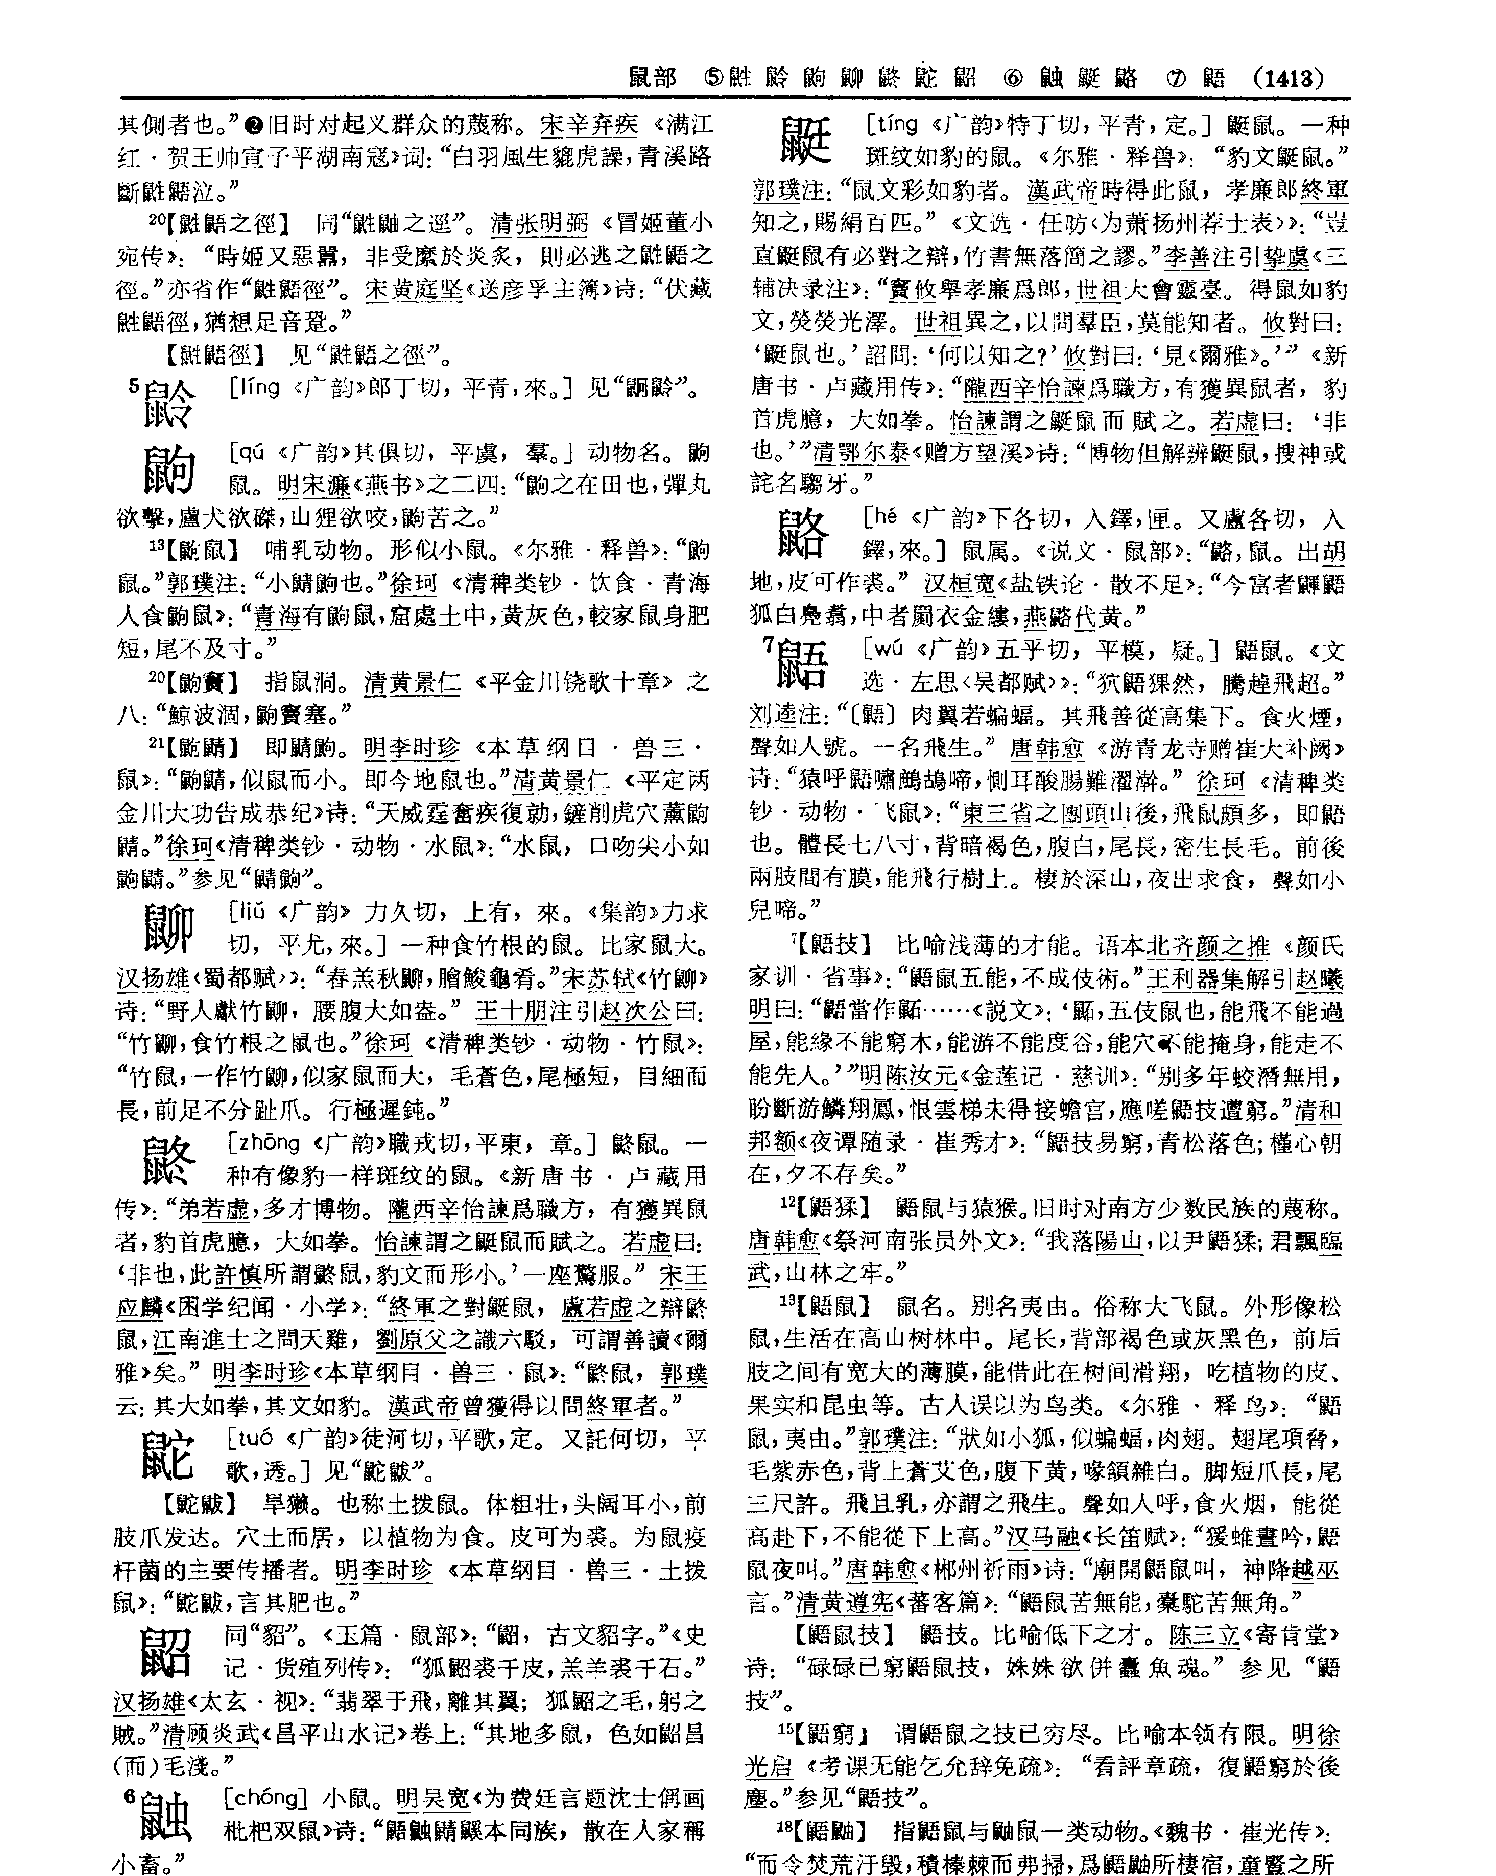 鼠部 ⑤鼪 𪕌 鼩 鼬 鼨 鼧 鼦 ⑥ 𪕎 鼮 𪕗 ⑦ 鼯 (1413)
其側者也。”❷旧时对起义群众的蔑称。宋辛弃疾《满江
红·贺王帅宣子平湖南寇》词：“白羽風生貔虎譟，青溪路
斷鼪鼯泣。”
20【鼪鼯之徑】 同“鼪鼬之逕”。清张明弼《冒姬董小
宛传》：“時姬又惡囂，非受縻於炎炙，則必逃之鼪鼯之
徑。”亦省作“鼪鼯徑”。宋黄庭坚《送彦孚主簿》诗：“伏藏
鼪鼯徑，猶想足音跫。”
【鼪鼯徑】 见“鼪鼯之徑”。
5 [líng《广韵》郎丁切，平青，來。]见
鼩 [qú《广韵》其俱切，平虞，羣。]动物名。鼩
鼠。明宋濂《燕书》之二四：“鼩之在田也，彈丸
欲擊，盧犬欲磔，山狸欲咬，鼩苦之。”
13【鼩鼠】 哺乳动物。形似小鼠。《尔雅·释兽》：“鼩
鼠。”郭璞注：“小鼱鼩也。”徐珂《清稗类钞·饮食·青海
人食鼩鼠》：“青海有鼩鼠，窟處土中，黄灰色，較家鼠身肥
短，尾不及寸。”
20【鼩竇】 指鼠洞。清黄景仁《平金川铙歌十章》之
八：“鯨波涸，鼩竇塞。”
21【鼩鼱】 即鼱鼩。明李时珍《本草纲目·兽三·
鼠》：“鼩鼱，似鼠而小。即今地鼠也。”清黄景仁《平定两
金川大功告成恭纪》诗：“天威霆奮疾復勍，鏟削虎穴薰鼩
鼱。”徐珂《清稗类钞·动物·水鼠》：“水鼠，口吻尖小如
鼩鼱。”参见“鼱鼩”。
[liǔ《广韵》力久切，上有，來。《集韵》力求
切，平尤，來。]一种食竹根的鼠。比家鼠大。
汉扬雄《蜀都赋》：“春羔秋䶉，膾鮻龜肴。”宋苏轼《竹䶉》
诗：“野人獻竹䶉，腰腹大如盎。”王十朋注引赵次公曰：
“竹䶉，食竹根之鼠也。”徐珂《清稗类钞·动物·竹鼠》：
“竹鼠，一作竹䶉，似家鼠而大，毛蒼色，尾極短，目細而
長，前足不分趾爪。行極遲鈍。”
鼨 [zhōng《广韵》職戎切，平東，章。]鼨鼠。一
种有像豹一样斑纹的鼠。《新唐书·卢藏用
传》：“弟若虚，多才博物。隴西辛怡諫爲職方，有獲異鼠
者，豹首虎臆，大如拳。怡諫謂之鼮鼠而賦之。若虚曰：
‘非也，此許慎所謂鼨鼠，豹文而形小。’一座驚服。”宋王
应麟《困学纪闻·小学》：“終軍之對鼮鼠，盧若虚之辯鼨
鼠，江南進士之問天雞，劉原父之識六駁，可謂善讀《爾
雅》矣。”明李时珍《本草纲目·兽三·鼠》：“鼨鼠，郭璞
云：其大如拳，其文如豹。漢武帝曾獲得以問終軍者。”
鼧 [tuó《广韵》徒河切，平歌，定。又託何切，平
歌，透。]见“鼧鼥”。
【鼧鼥】 旱獭。也称土拨鼠。体粗壮，头阔耳小，前
肢爪发达。穴土而居，以植物为食。皮可为裘。为鼠疫
杆菌的主要传播者。明李时珍《本草纲目·兽三·土拨
鼠》：“鼧鼥，言其肥也。”
鼦 同“貂”。《玉篇·鼠部》：“鼦，古文貂字。”《史
记·货殖列传》：“狐鼦裘千皮，羔羊裘千石。”
汉扬雄《太玄·视》：“翡翠于飛，離其翼；狐鼦之毛，躬之
賊。”清顾炎武《昌平山水记》卷上：“其地多鼠，色如鼦昌
(而)毛淺。”
6 [chóng]小鼠。明吴宽《为费廷言题沈士偁画
枇杷双鼠》诗：“鼯 鼱鼷本同族，散在人家稱
小畜。”
鼮 [tíng《广韵》特丁切，平青，定。]鼮鼠。一种
斑纹如豹的鼠。《尔雅·释兽》：“豹文鼮鼠。”
郭璞注：“鼠文彩如豹者。漢武帝時得此鼠，孝廉郎終軍
知之，賜絹百匹。”《文选·任昉〈为萧扬州荐士表〉》：“豈
直鼮鼠有必對之辯，竹書無落簡之謬。”李善注引挚虞《三
辅决录注》：“竇攸舉孝廉爲郎，世祖大會靈臺。得鼠如豹
文，熒熒光澤。世祖異之，以問羣臣，莫能知者。攸對曰：
‘鼮鼠也。’詔問：‘何以知之？’攸對曰：‘見《爾雅》。’”《新
唐书·卢藏用传》：“隴西辛怡諫爲職方，有獲異鼠者，豹
首虎臆，大如拳。怡諫謂之鼮鼠而賦之。若虚曰：‘非
也。’”清鄂尔泰《赠方望溪》诗：“博物但解辨鼮鼠，搜神或
詫名騶牙。”
[hé《广韵》下各切，入鐸，匣。又盧各切，入
鐸，來。]鼠属。《说文·鼠部》：“鼠。出胡
地，皮可作裘。”汉桓宽《盐铁论·散不足》：“今富者鼲鼯
狐白鳧翥，中者罽衣金縷，燕 代黄。”
7 鼯 [wú《广韵》五乎切，平模，疑。]鼯鼠。《文
选·左思〈吴都赋〉》：“狖鼯猓然，騰趠飛超。”
刘逵注：“〔鼯〕肉翼若蝙蝠。其飛善從高集下。食火煙，
聲如人號。一名飛生。”唐韩愈《游青龙寺赠崔大补阙》
诗：“猿呼鼯嘯鷓鴣啼，惻耳酸腸難濯澣。”徐珂《清稗类
钞·动物·飞鼠》：“東三省之團頭山後，飛鼠頗多，即鼯
也。體長七八寸，背暗褐色，腹白，尾長，密生長毛。前後
兩肢間有膜，能飛行樹上。棲於深山，夜出求食，聲如小
兒啼。”
7【鼯技】 比喻浅薄的才能。语本北齐颜之推《颜氏
家训·省事》：“鼯鼠五能，不成伎術。”王利器集解引赵曦
明曰：“鼯當作鼫……《説文》：‘鼫，五伎鼠也，能飛不能過
屋，能緣不能窮木，能游不能度谷，能穴不能掩身，能走不
能先人。’”明陈汝元《金莲记·慈训》：“别多年蛟潛無用，
盼斷游鱗翔鳳，恨雲梯未得接蟾宫，應嗟鼯技遭窮。”清和
邦额《夜谭随录·崔秀才》：“鼯技易窮，青松落色；槿心朝
在，夕不存矣。”
12【鼯猱】 鼯鼠与猿猴。旧时对南方少数民族的蔑称。
唐韩愈《祭河南张员外文》：“我落陽山，以尹鼯猱；君飄臨
武，山林之牢。”
13【鼯鼠】 鼠名。别名夷由。俗称大飞鼠。外形像松
鼠，生活在高山树林中。尾长，背部褐色或灰黑色，前后
肢之间有宽大的薄膜，能借此在树间滑翔，吃植物的皮、
果实和昆虫等。古人误以为鸟类。《尔雅·释鸟》：“鼯
鼠，夷由。”郭璞注：“狀如小狐，似蝙蝠，肉翅。翅尾項脅，
毛紫赤色，背上蒼艾色，腹下黄，喙頷雜白。脚短爪長，尾
三尺許。飛且乳，亦謂之飛生。聲如人呼，食火烟，能從
高赴下，不能從下上高。”汉马融《长笛赋》：“猨蜼晝吟，鼯
鼠夜叫。”唐韩愈《郴州祈雨》诗：“廟開鼯鼠叫，神降越巫
言。”清黄遵宪《蕃客篇》：“鼯鼠苦無能，橐駝苦無角。”
【鼯鼠技】 鼯技。比喻低下之才。陈三立《寄肯堂》
诗：“碌碌已窮鼯鼠技，姝姝欲併蠹魚魂。”参见“鼯
技”。
15【鼯窮】 谓鼯鼠之技已穷尽。比喻本领有限。明徐
光启《考课无能乞允辞免疏》：“看評章疏，復鼯窮於後
塵。”参见“鼯技”。
18【鼯鼬】 指鼯鼠与鼬鼠一类动物。《魏书·崔光传》：
“而令焚荒汙毁，積榛棘而弗掃，爲鼯鼬所棲宿，童豎之所